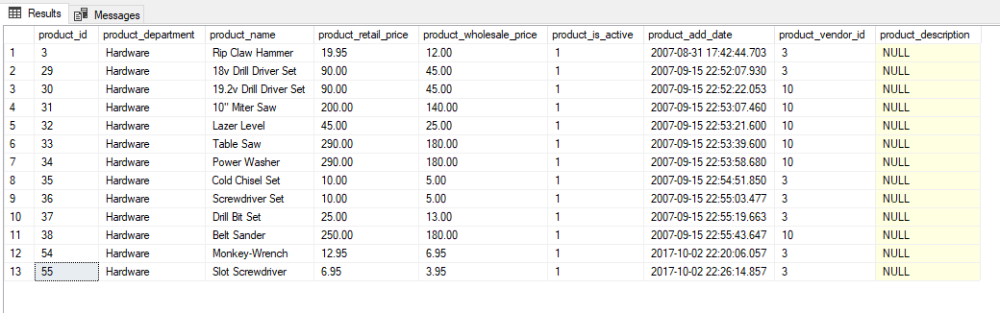 Results Messages
product_id product_department product_name product_retail_price product_wholesale_price product_is_active product_add_date product_vendor_id product_description
1 3 Hardware Rip Claw Hammer 19.95 12.00 1 2007-08-31 17:42:44.703 3 NULL
2 29 Hardware 18v Drill Driver Set 90.00 45.00 1 2007-09-15 22:52:07.930 3 NULL
3 30 Hardware 19.2v Drill Driver Set 90.00 45.00 1 2007-09-15 22:52:22.053 10 NULL
4 31 Hardware 10" Miter Saw 200.00 140.00 1 2007-09-15 22:53:07.460 10 NULL
5 32 Hardware Lazer Level 45.00 25.00 1 2007-09-15 22:53:21.600 10 NULL
6 33 Hardware Table Saw 290.00 180.00 1 2007-09-15 22:53:39.600 10 NULL
7 34 Hardware Power Washer 290.00 180.00 1 2007-09-15 22:53:58.680 10 NULL
8 35 Hardware Cold Chisel Set 10.00 5.00 1 2007-09-15 22:54:51.850 3 NULL
9 36 Hardware Screwdriver Set 10.00 5.00 1 2007-09-15 22:55:03.477 3 NULL
10 37 Hardware Drill Bit Set 25.00 13.00 1 2007-09-15 22:55:19.663 3 NULL
11 38 Hardware Belt Sander 250.00 180.00 1 2007-09-15 22:55:43.647 10 NULL
12 54 Hardware Monkey-Wrench 12.95 6.95 1 2017-10-02 22:20:06.057 3 NULL
13 55 Hardware Slot Screwdriver 6.95 3.95 1 2017-10-02 22:26:14.857 3 NULL